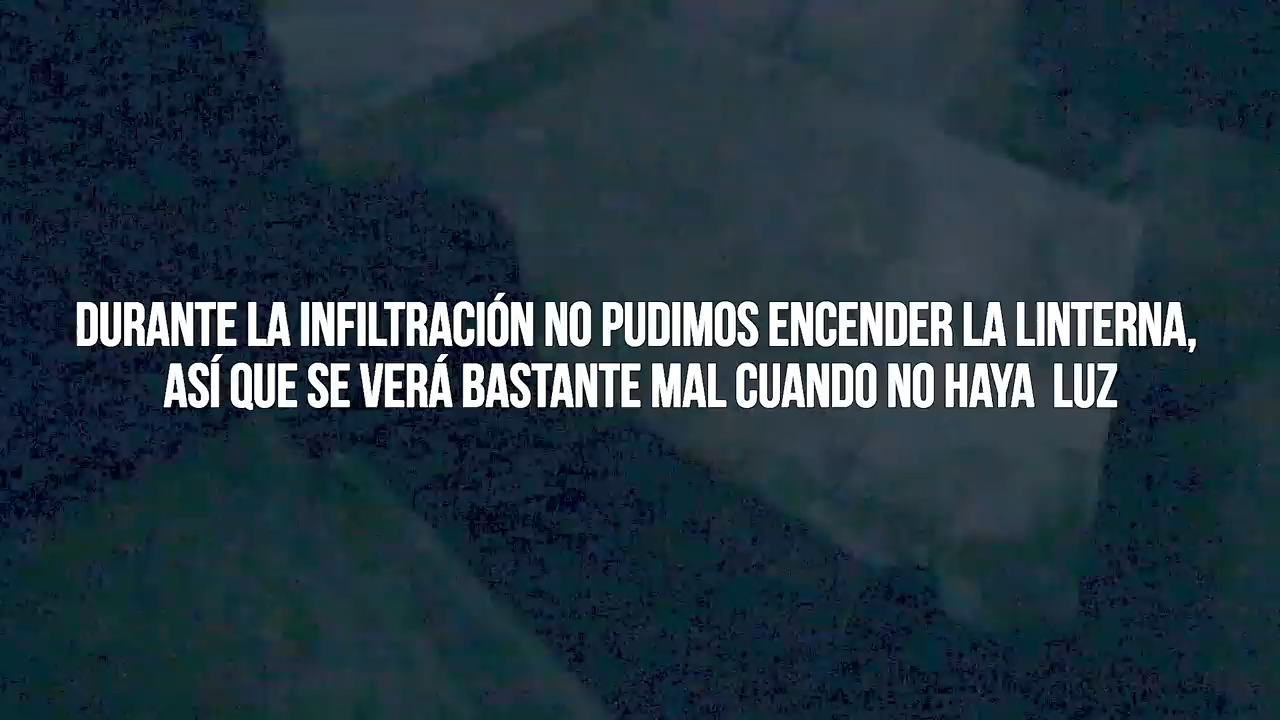 DURANTE LA INFILTRACIÓN NO PUDIMOS ENCENDER LA LINTERNA,
ASÍ QUE SE VERÁ BASTANTE MAL CUANDO NO HAYA  LUZ